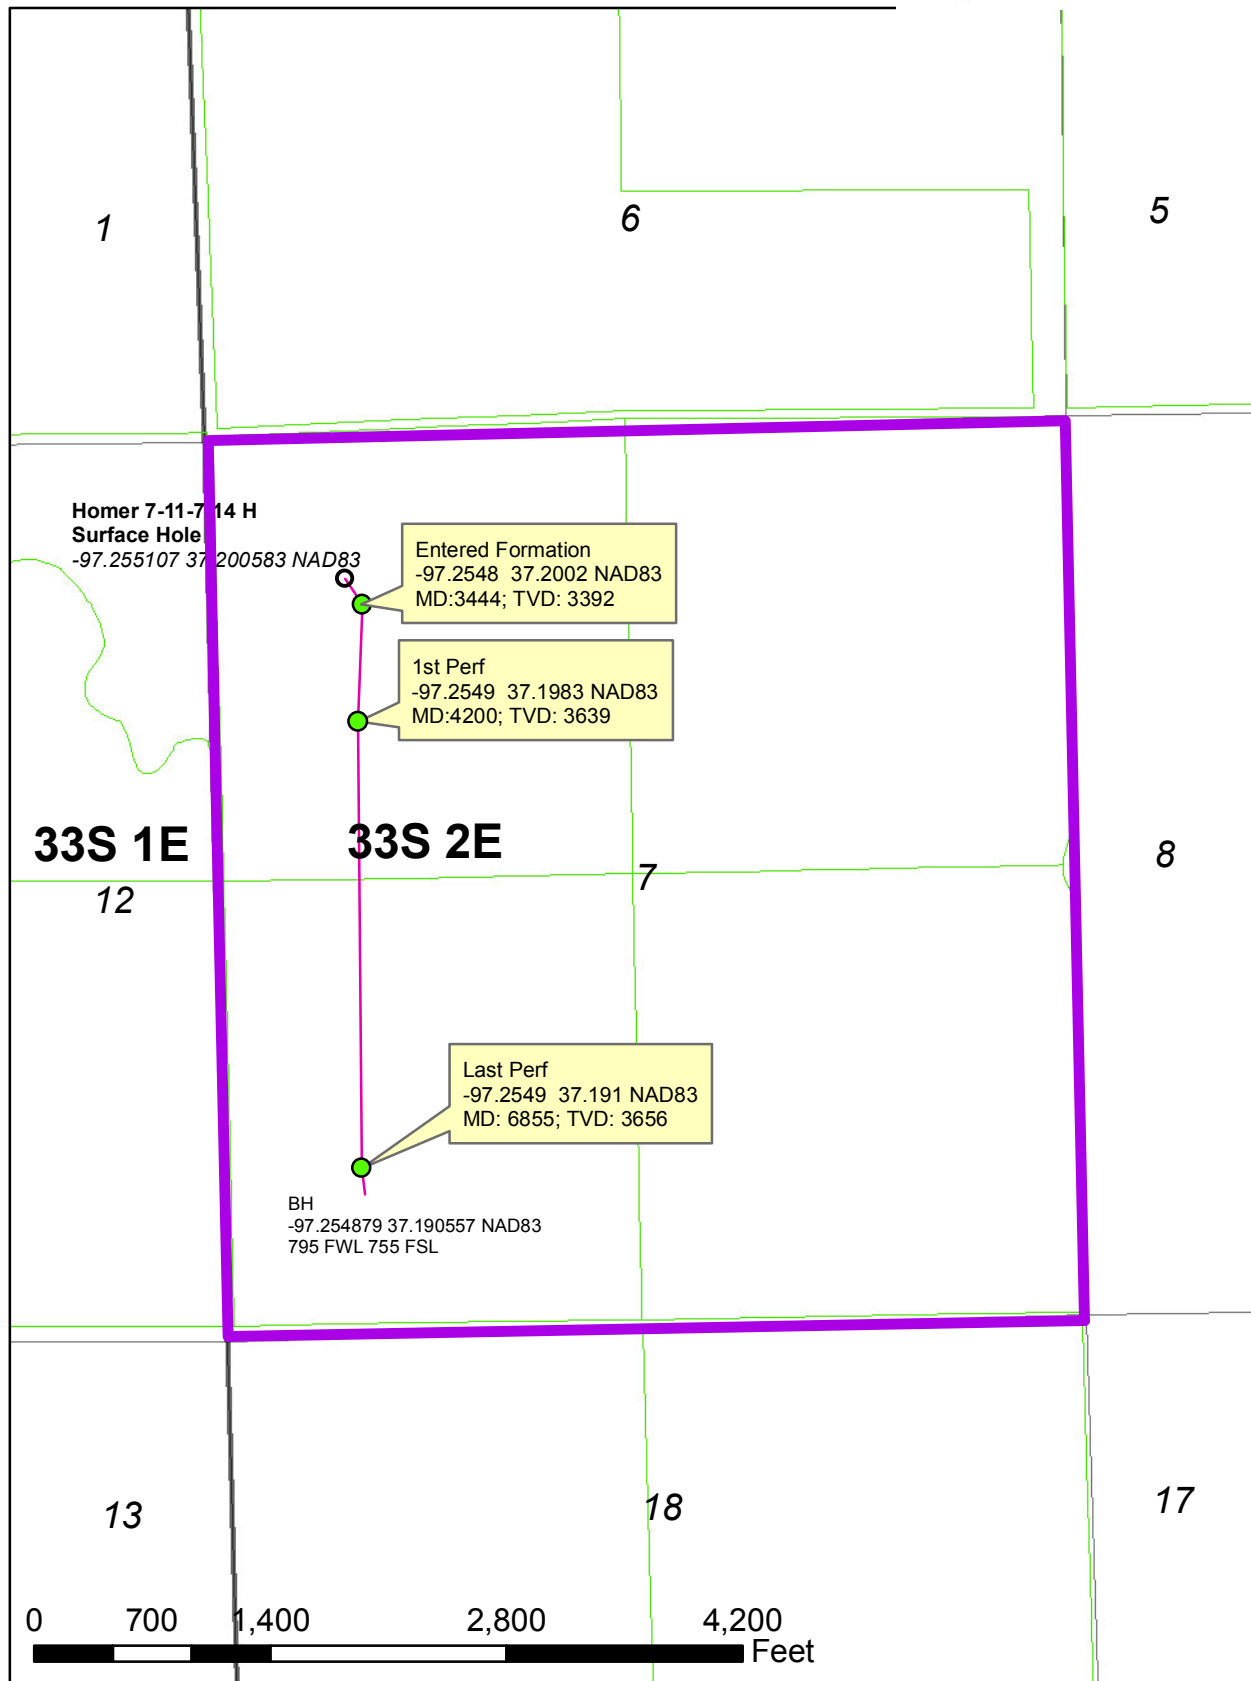 1
6
5
Homer 7-11-7-14 H
Surface Hole
-97.255107 37.200583 NAD83
Entered Formation
-97.2548 37.2002 NAD83
MD:3444; TVD: 3392
1st Perf
-97.2549 37.1983 NAD83
MD:4200; TVD: 3639
33S 1E
33S 2E
12
7
8
Last Perf
-97.2549 37.191 NAD83
MD: 6855; TVD: 3656
BH
-97.254879 37.190557 NAD83
795 FWL 755 FSL
13
18
17
0 700 1,400 2,800 4,200
Feet